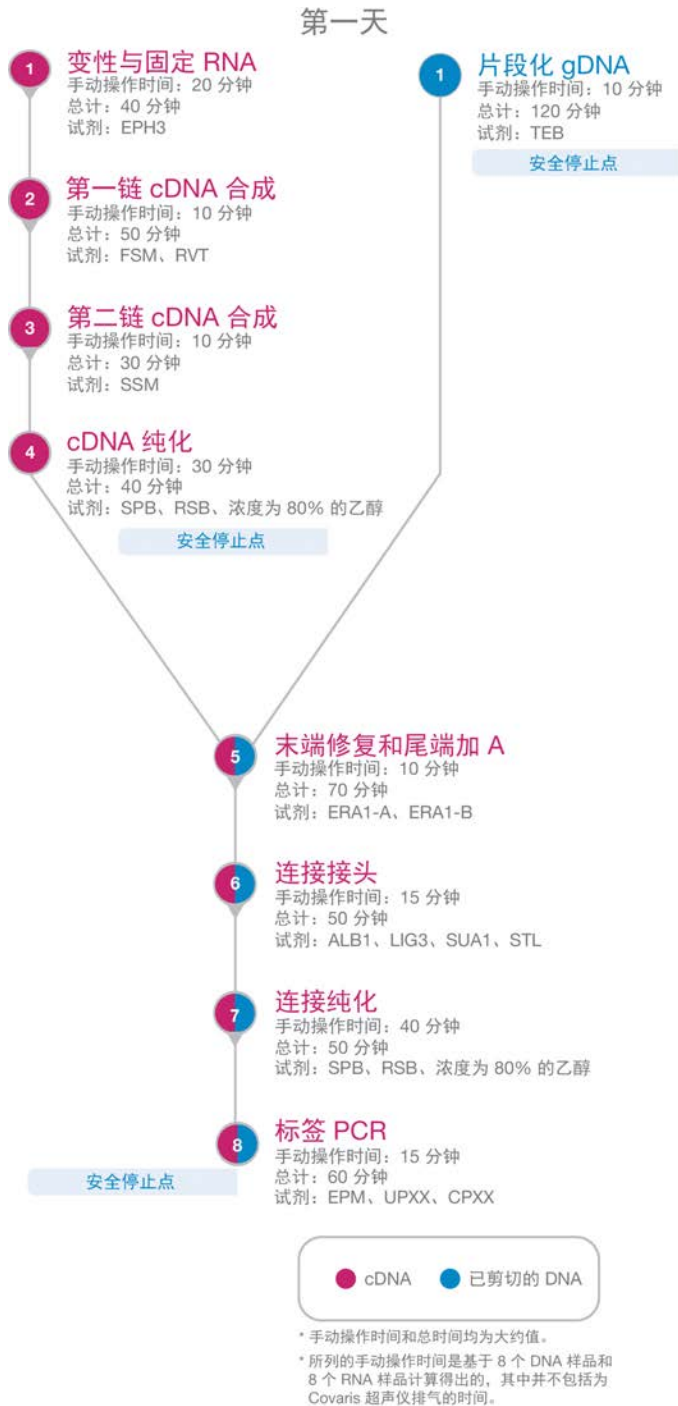 第一天
1
变性与固定 RNA
手动操作时间：20 分钟
总计：40 分钟
试剂：EPH3
1
片段化 gDNA
手动操作时间：10 分钟
总计：120 分钟
试剂：TEB
安全停止点
2
第一链 cDNA 合成
手动操作时间：10 分钟
总计：50 分钟
试剂：FSM、RVT
3
第二链 cDNA 合成
手动操作时间：10 分钟
总计：30 分钟
试剂：SSM
4
cDNA 纯化
手动操作时间：30 分钟
总计：40 分钟
试剂：SPB、RSB、浓度为 80% 的乙醇
安全停止点
5
末端修复和尾端加 A
手动操作时间：10 分钟
总计：70 分钟
试剂：ERA1-A、ERA1-B
6
连接接头
手动操作时间：15 分钟
总计：50 分钟
试剂：ALB1、LIG3、SUA1、STL
7
连接纯化
手动操作时间：40 分钟
总计：50 分钟
试剂：SPB、RSB、浓度为 80% 的乙醇
8
标签 PCR
手动操作时间：15 分钟
总计：60 分钟
试剂：EPM、UPXX、CPXX
安全停止点
cDNA
已剪切的 DNA
* 手动操作时间和总时间均为大约值。
* 所列的手动操作时间是基于 8 个 DNA 样品和
8 个 RNA 样品计算得出的，其中并不包括为
Covaris 超声仪排气的时间。